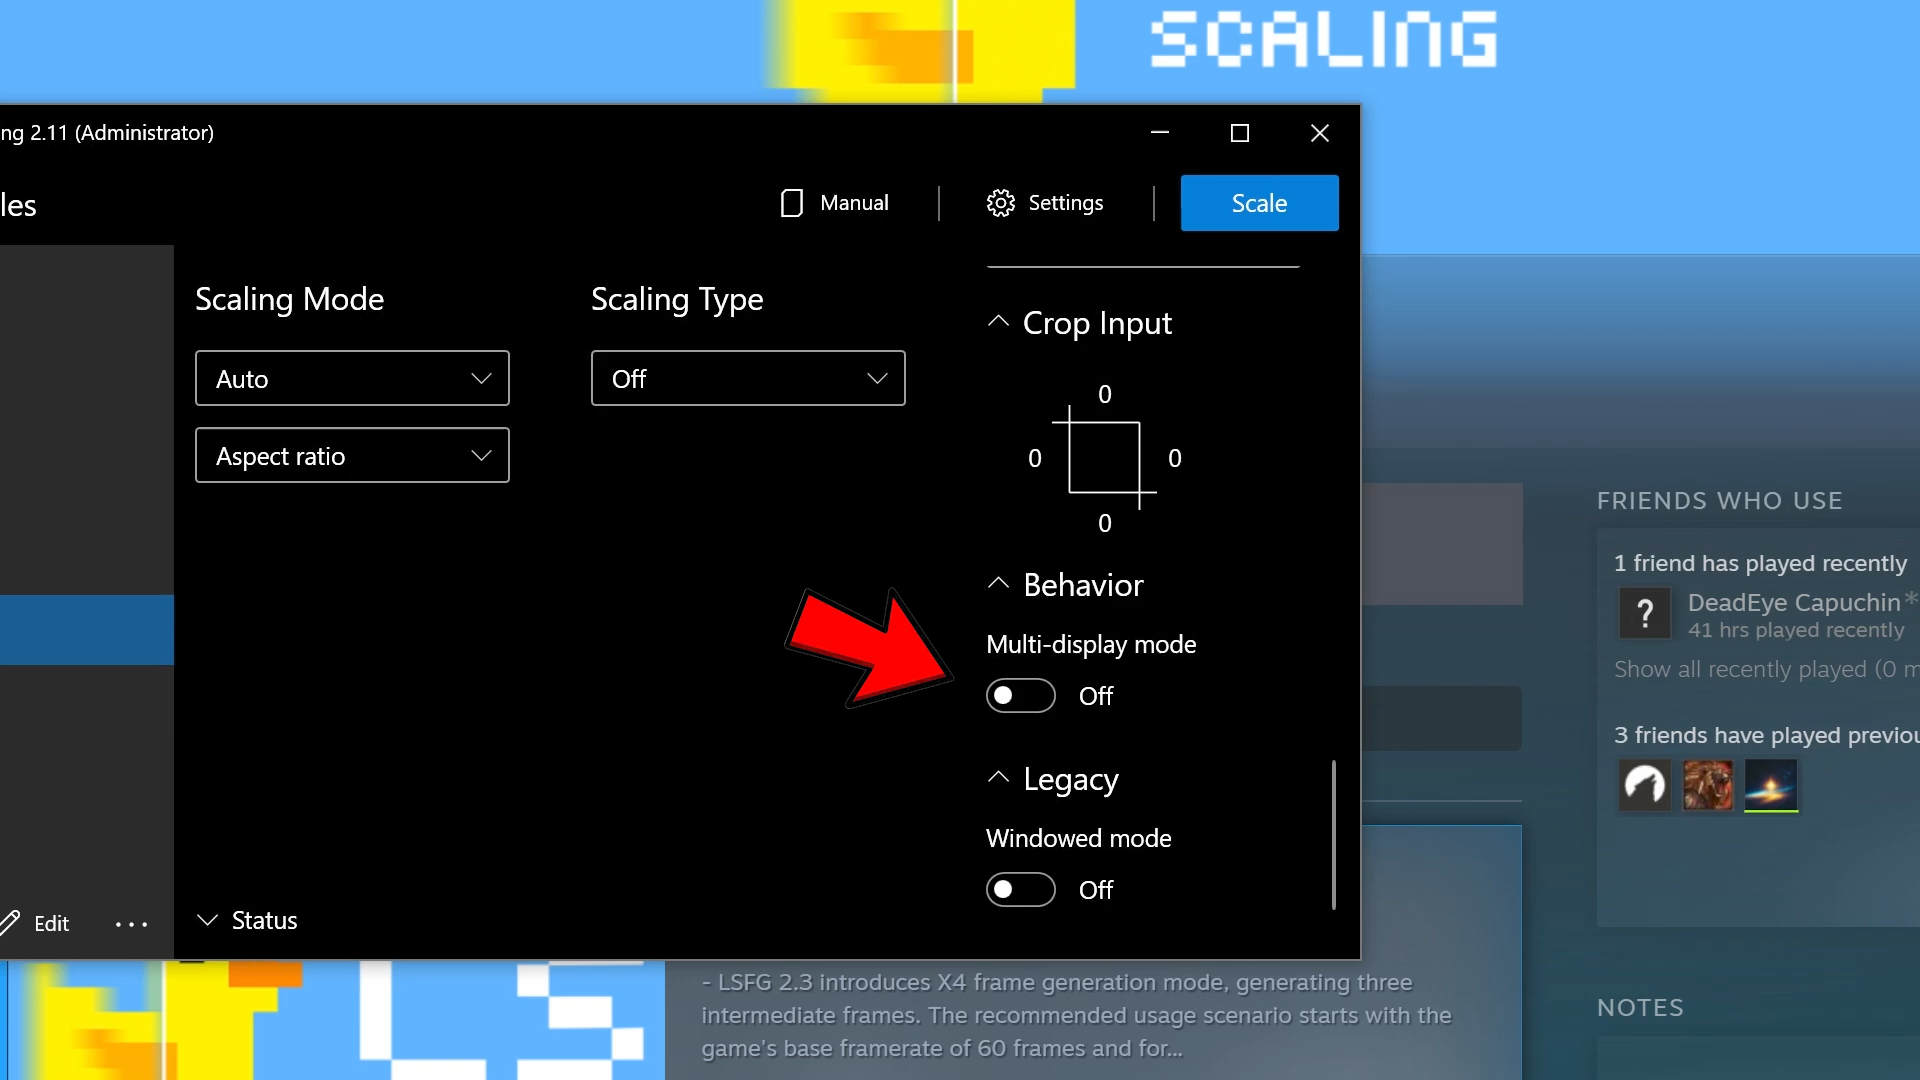 SCALING
ng 2.11 (Administrator)
les
Manual
Settings
Scale
Scaling Mode
Scaling Type
Auto
Off
Aspect ratio
Crop Input
0
0
0
0
Behavior
Multi-display mode
Off
Legacy
Windowed mode
Off
Edit
...
Status
FRIENDS WHO USE
1 friend has played recently
?
DeadEye Capuchin*
41 hrs played recently
Show all recently played (0 m
3 friends have played previou
LS
- LSFG 2.3 introduces X4 frame generation mode, generating three
intermediate frames. The recommended usage scenario starts with the
game's base framerate of 60 frames and for...
NOTES